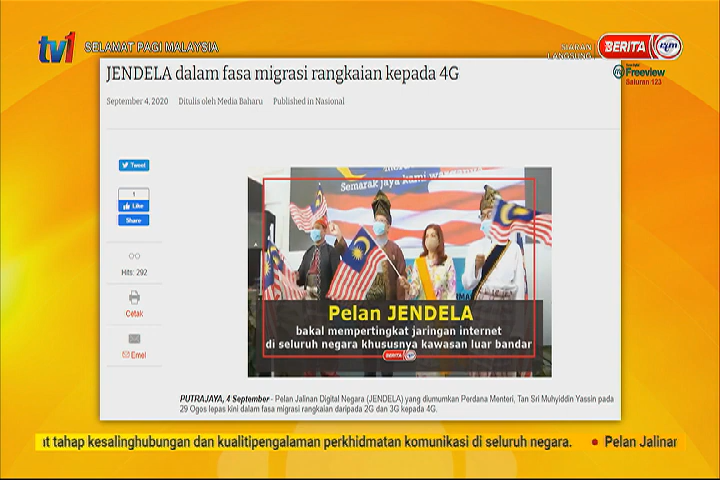 tv1
SELAMAT PAGI MALAYSIA
SIARAN
LANGSUNG
BERITA rtm
Freeview
Saluran 123
JENDELA dalam fasa migrasi rangkaian kepada 4G
September 4, 2020 Ditulis oleh Media Baharu Published in Nasional
Tweet
1
Like
Share
Hits: 292
Cetak
Emel
Semarak jaya kami
Pelan JENDELA
bakal mempertingkat jaringan internet
di seluruh negara khususnya kawasan luar bandar
BERITA
PUTRAJAYA, 4 September - Pelan Jalinan Digital Negara (JENDELA) yang diumumkan Perdana Menteri, Tan Sri Muhyiddin Yassin pada
29 Ogos lepas kini dalam fasa migrasi rangkaian daripada 2G dan 3G kepada 4G.
at tahap kesalinghubungan dan kualitipengalaman perkhidmatan komunikasi di seluruh negara. • Pelan Jalinar